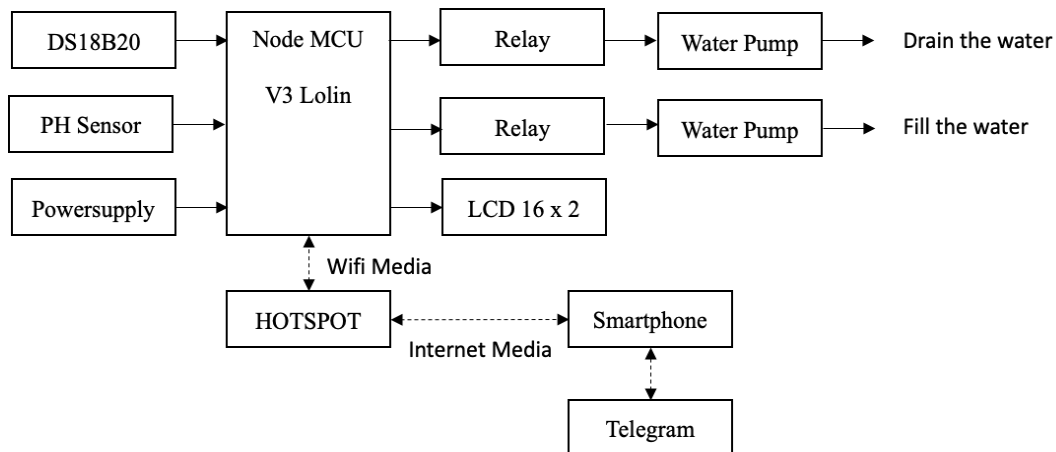 DS18B20
Node MCU
V3 Lolin
Relay
Water Pump
Drain the water
PH Sensor
Relay
Water Pump
Fill the water
Powersupply
LCD 16 x 2
Wifi Media
HOTSPOT
Smartphone
Internet Media
Telegram